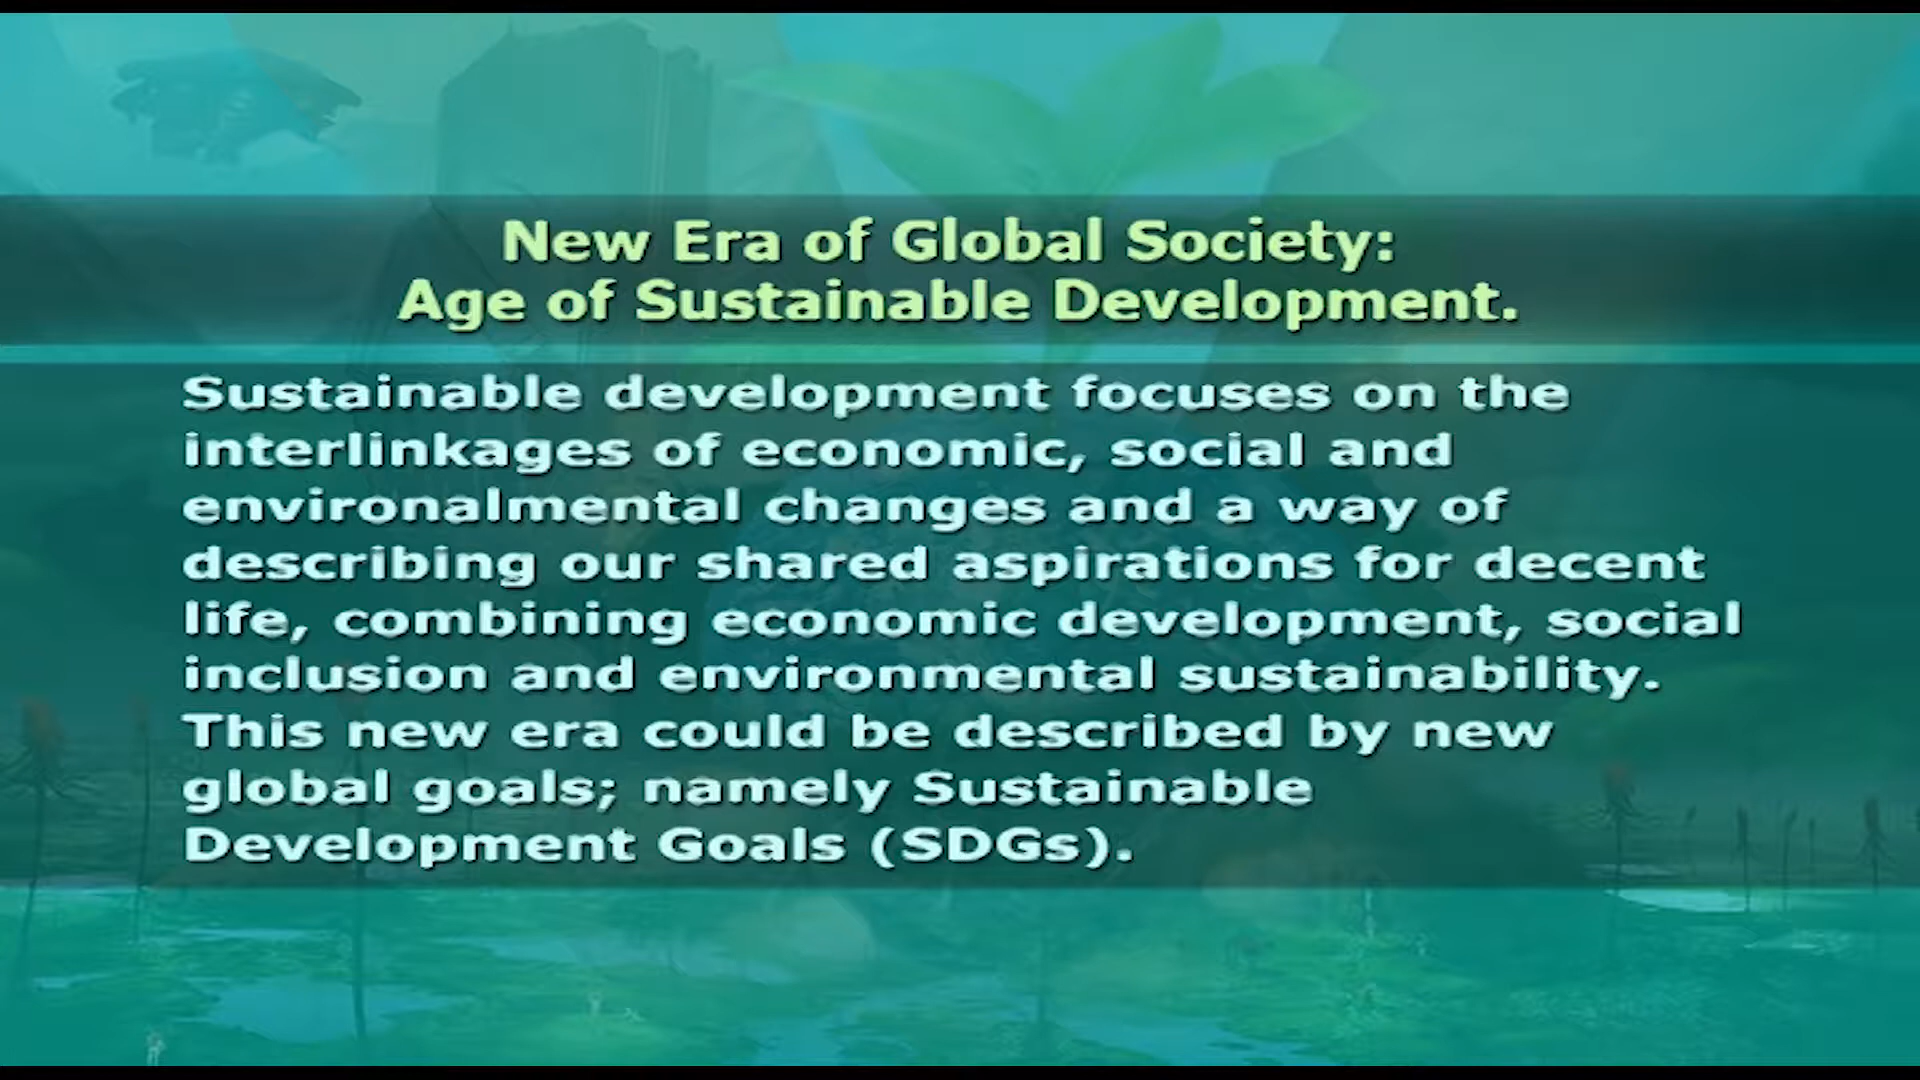 New Era of Global Society:
Age of Sustainable Development.
Sustainable development focuses on the
interlinkages of economic, social and
environalmental changes and a way of
describing our shared aspirations for decent
life, combining economic development, social
inclusion and environmental sustainability.
This new era could be described by new
global goals; namely Sustainable
Development Goals (SDGs).